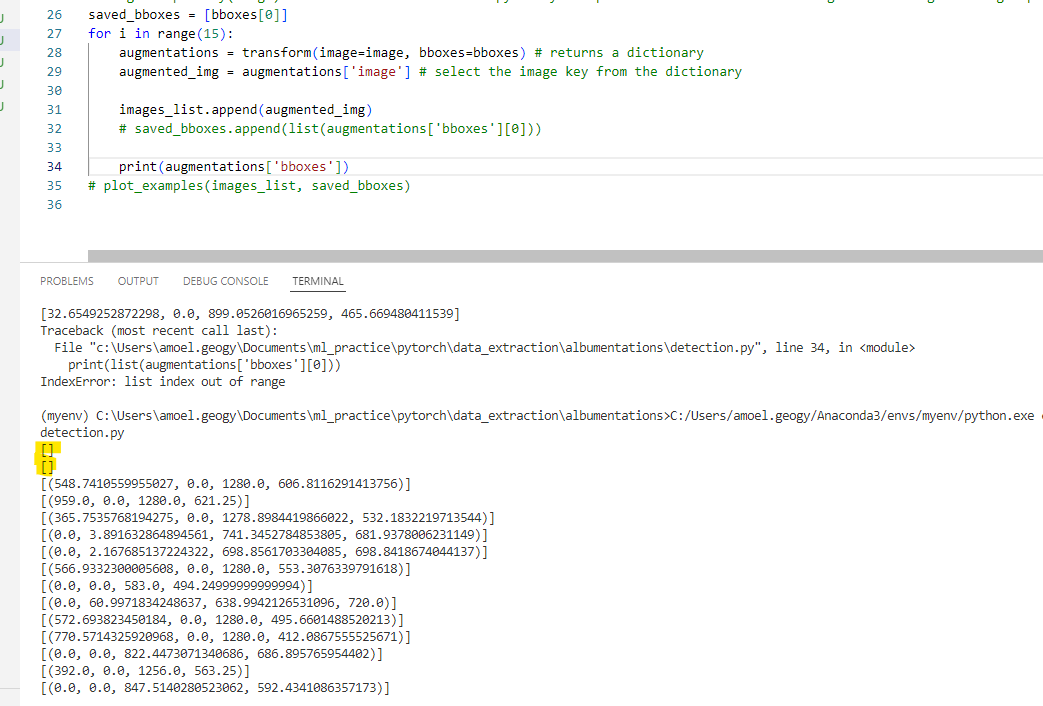 26 saved_bboxes = [bboxes[0]]
27 for i in range(15):
28 augmentations = transform(image=image, bboxes=bboxes) # returns a dictionary
29 augmented_img = augmentations['image'] # select the image key from the dictionary
30
31 images_list.append(augmented_img)
32 # saved_bboxes.append(list(augmentations['bboxes'][0]))
33
34 print(augmentations['bboxes'])
35 # plot_examples(images_list, saved_bboxes)
36
PROBLEMS OUTPUT DEBUG CONSOLE TERMINAL
[32.6549252872298, 0.0, 899.0526016965259, 465.669480411539]
Traceback (most recent call last):
File "c:\Users\amoel.geogy\Documents\ml_practice\pytorch\data_extraction\albumentations\detection.py", line 34, in <module>
print(list(augmentations['bboxes'][0]))
IndexError: list index out of range
(myenv) C:\Users\amoel.geogy\Documents\ml_practice\pytorch\data_extraction\albumentations>C:/Users/amoel.geogy/Anaconda3/envs/myenv/python.exe
detection.py
[]
[]
[(548.7410559955027, 0.0, 1280.0, 606.8116291413756)]
[(959.0, 0.0, 1280.0, 621.25)]
[(365.7535768194275, 0.0, 1278.8984419866022, 532.1832219713544)]
[(0.0, 3.891632864894561, 741.3452784853805, 681.9378006231149)]
[(0.0, 2.167685137224322, 698.8561703304085, 698.8418674044137)]
[(566.9332300005608, 0.0, 1280.0, 553.3076339791618)]
[(0.0, 0.0, 583.0, 494.24999999999994)]
[(0.0, 60.9971834248637, 638.9942126531096, 720.0)]
[(572.693823450184, 0.0, 1280.0, 495.6601488520213)]
[(770.5714325920968, 0.0, 1280.0, 412.0867555525671)]
[(0.0, 0.0, 822.4473071340686, 686.895765954402)]
[(392.0, 0.0, 1256.0, 563.25)]
[(0.0, 0.0, 847.5140280523062, 592.4341086357173)]